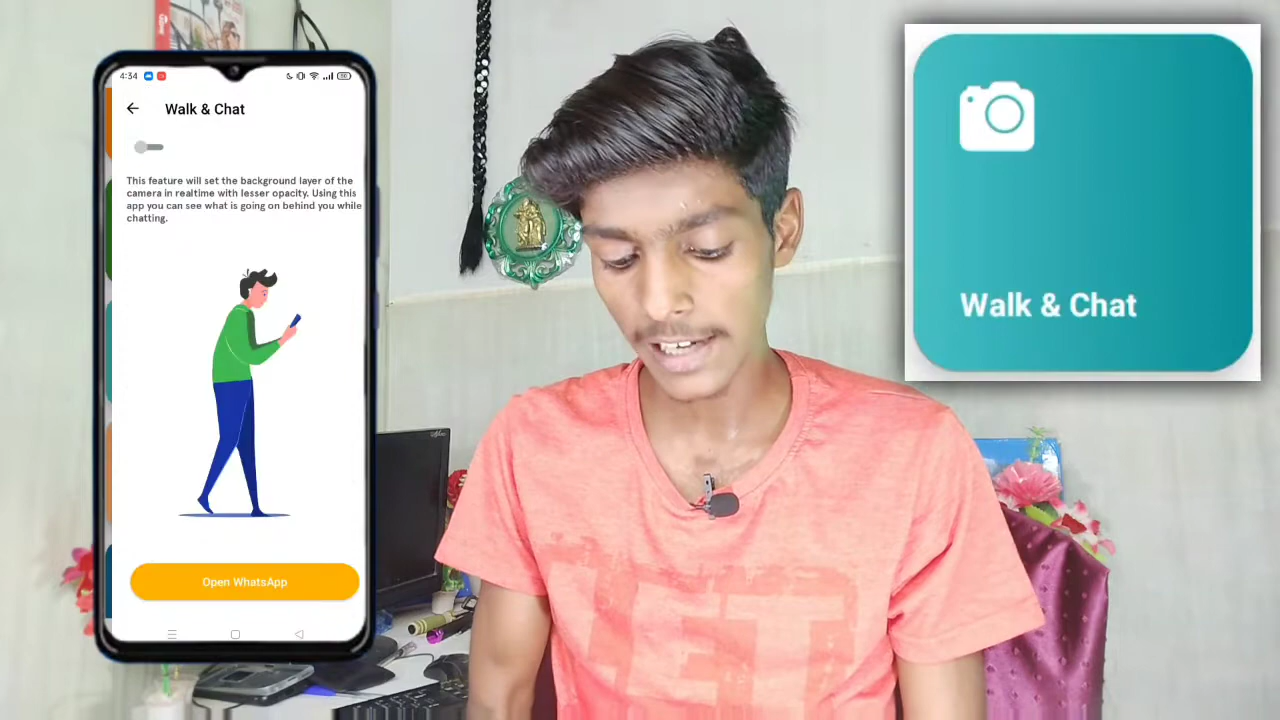 4:34
Walk & Chat
This feature will set the background layer of the
camera in realtime with lesser opacity. Using this
app you can see what is going on behind you while
chatting.
Open WhatsApp
Walk & Chat